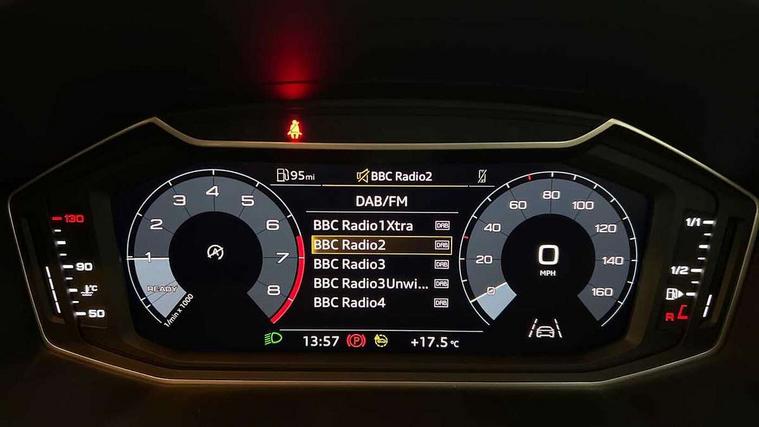 95mi
BBC Radio2
DAB/FM
BBC Radio1Xtra DAB
BBC Radio2 DAB
BBC Radio3 DAB
BBC Radio3Unwi... DAB
BBC Radio4 DAB
1
2
3
4
5
6
7
8
READY
1/min x 1000
130
90
50
0
20
40
60
80
100
120
140
160
0
MPH
1/1
1/2
R
13:57
(P)
+17.5 °C